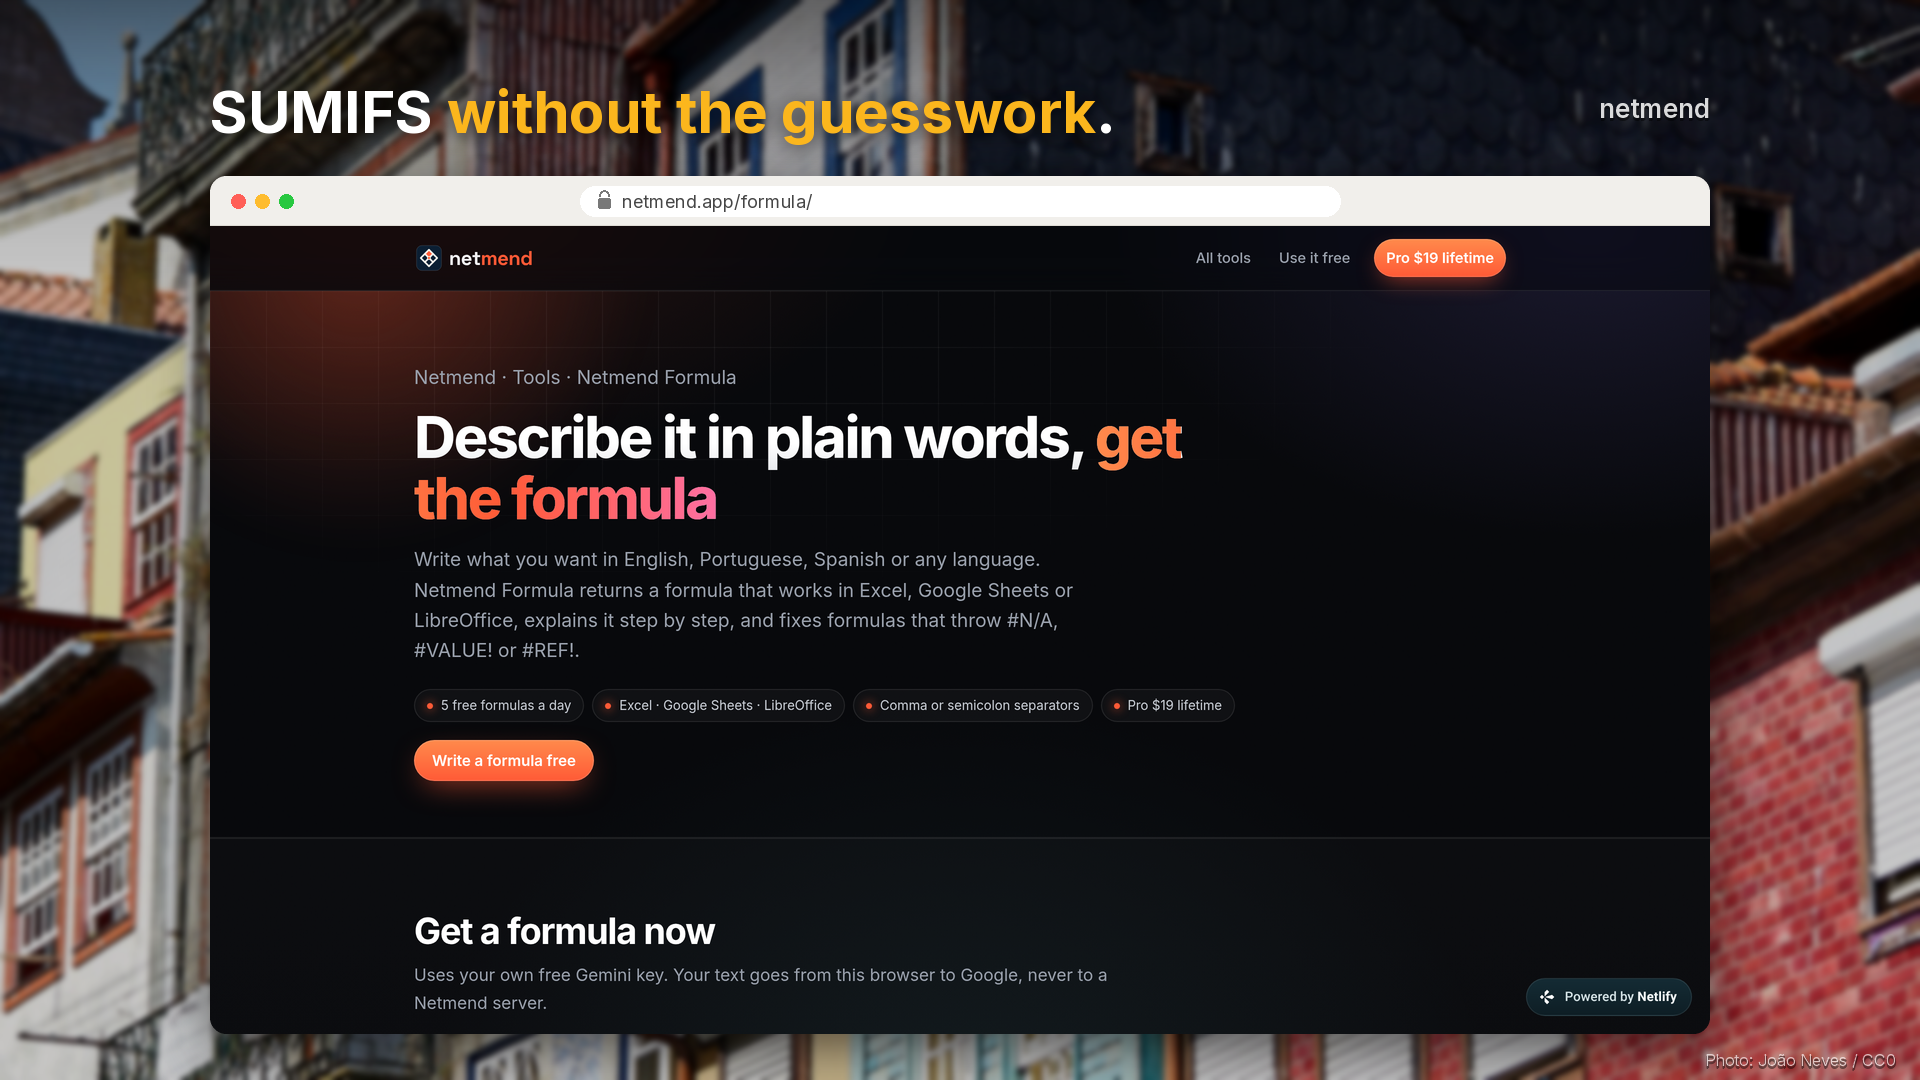 SUMIFS without the guesswork.
netmend
netmend.app/formula/
netmend
All tools
Use it free
Pro $19 lifetime
Netmend · Tools · Netmend Formula
Describe it in plain words, get
the formula
Write what you want in English, Portuguese, Spanish or any language.
Netmend Formula returns a formula that works in Excel, Google Sheets or
LibreOffice, explains it step by step, and fixes formulas that throw #N/A,
#VALUE! or #REF!.
5 free formulas a day
Excel · Google Sheets · LibreOffice
Comma or semicolon separators
Pro $19 lifetime
Write a formula free
Get a formula now
Uses your own free Gemini key. Your text goes from this browser to Google, never to a
Netmend server.
Powered by Netlify
Photo: João Neves / CC0